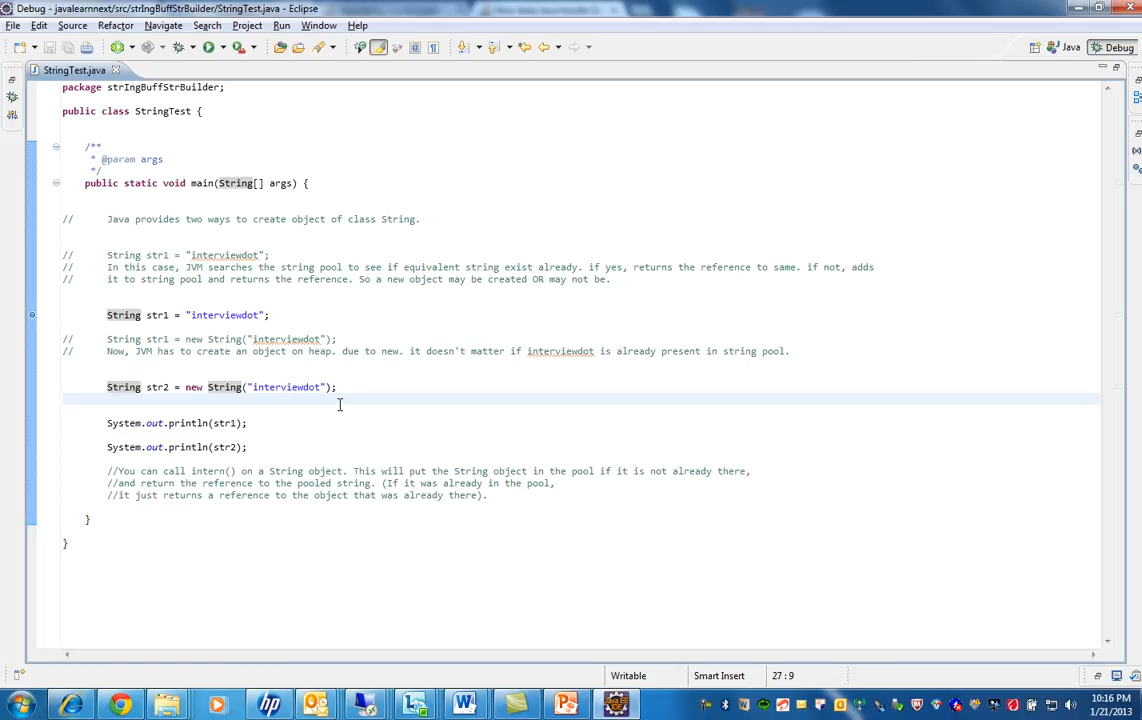 Debug - javalearnnext/src/strIngBuffStrBuilder/StringTest.java - Eclipse
File Edit Source Refactor Navigate Search Project Run Window Help
Java Debug
StringTest.java
package strIngBuffStrBuilder;
public class StringTest {
/**
* @param args
*/
public static void main(String[] args) {
// Java provides two ways to create object of class String.
// String str1 = "interviewdot";
// In this case, JVM searches the string pool to see if equivalent string exist already. if yes, returns the reference to same. if not, adds
// it to string pool and returns the reference. So a new object may be created OR may not be.
String str1 = "interviewdot";
// String str1 = new String("interviewdot");
// Now, JVM has to create an object on heap. due to new. it doesn't matter if interviewdot is already present in string pool.
String str2 = new String("interviewdot");
System.out.println(str1);
System.out.println(str2);
//You can call intern() on a String object. This will put the String object in the pool if it is not already there,
//and return the reference to the pooled string. (If it was already in the pool,
//it just returns a reference to the object that was already there).
}
}
Writable Smart Insert 27 : 9
10:16 PM
1/21/2013